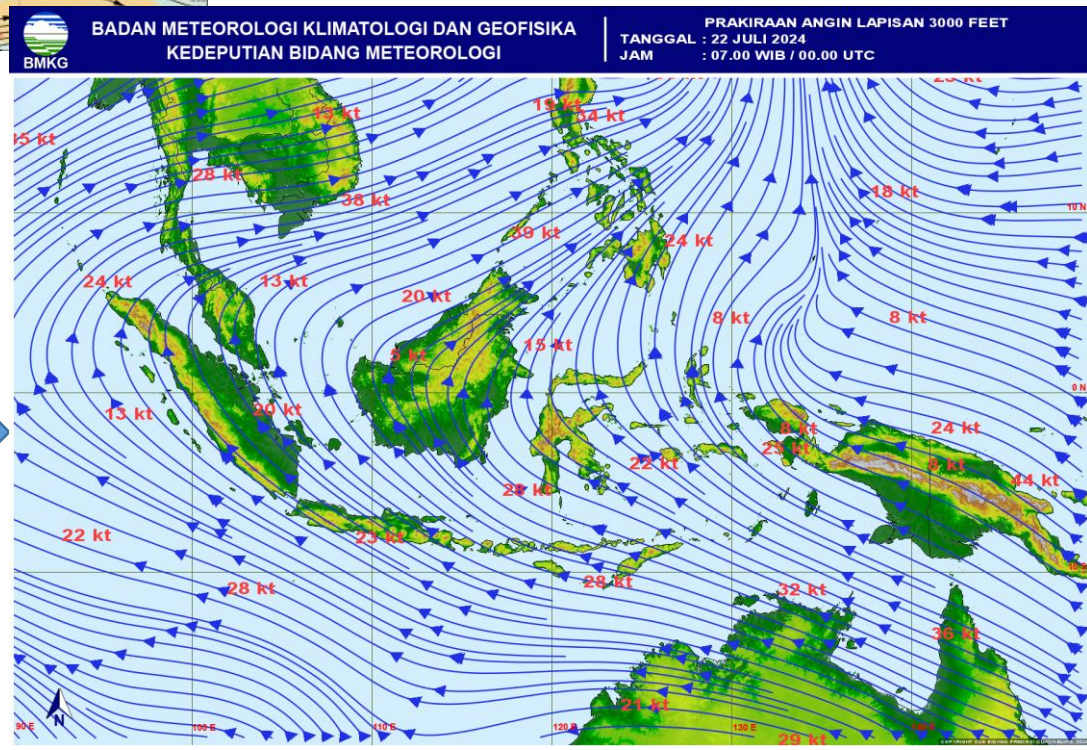 BADAN METEOROLOGI KLIMATOLOGI DAN GEOFISIKA
KEDEPUTIAN BIDANG METEOROLOGI
PRAKIRAAN ANGIN LAPISAN 3000 FEET
TANGGAL : 22 JULI 2024
JAM : 07.00 WIB / 00.00 UTC
BMKG
19 kt
34 kt
13 kt
28 kt
38 kt
18 kt
10 N
39 kt
24 kt
24 kt
13 kt
20 kt
8 kt
8 kt
15 kt
5 kt
0 N
13 kt
20 kt
8 kt
24 kt
25 kt
22 kt
8 kt
44 kt
28 kt
22 kt
23 kt
28 kt
28 kt
32 kt
10 S
36 kt
21 kt
29 kt
N
90 E
100 E
110 E
120 E
130 E